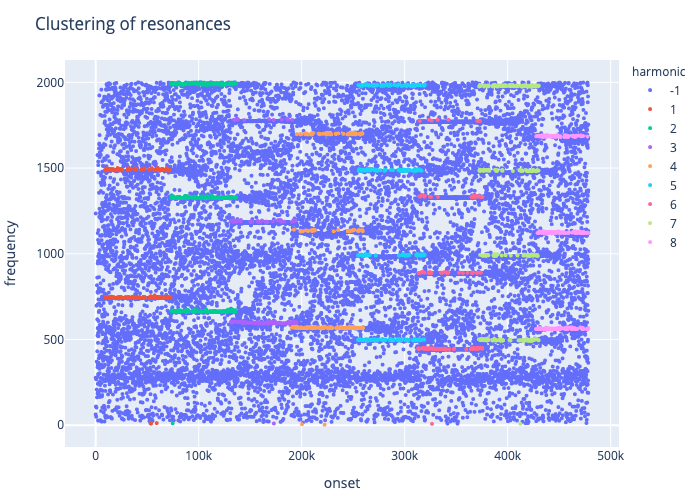 Clustering of resonances
harmonic
-1
1
2
3
4
5
6
7
8
2000
1500
1000
500
0
frequency
0
100k
200k
300k
400k
500k
onset